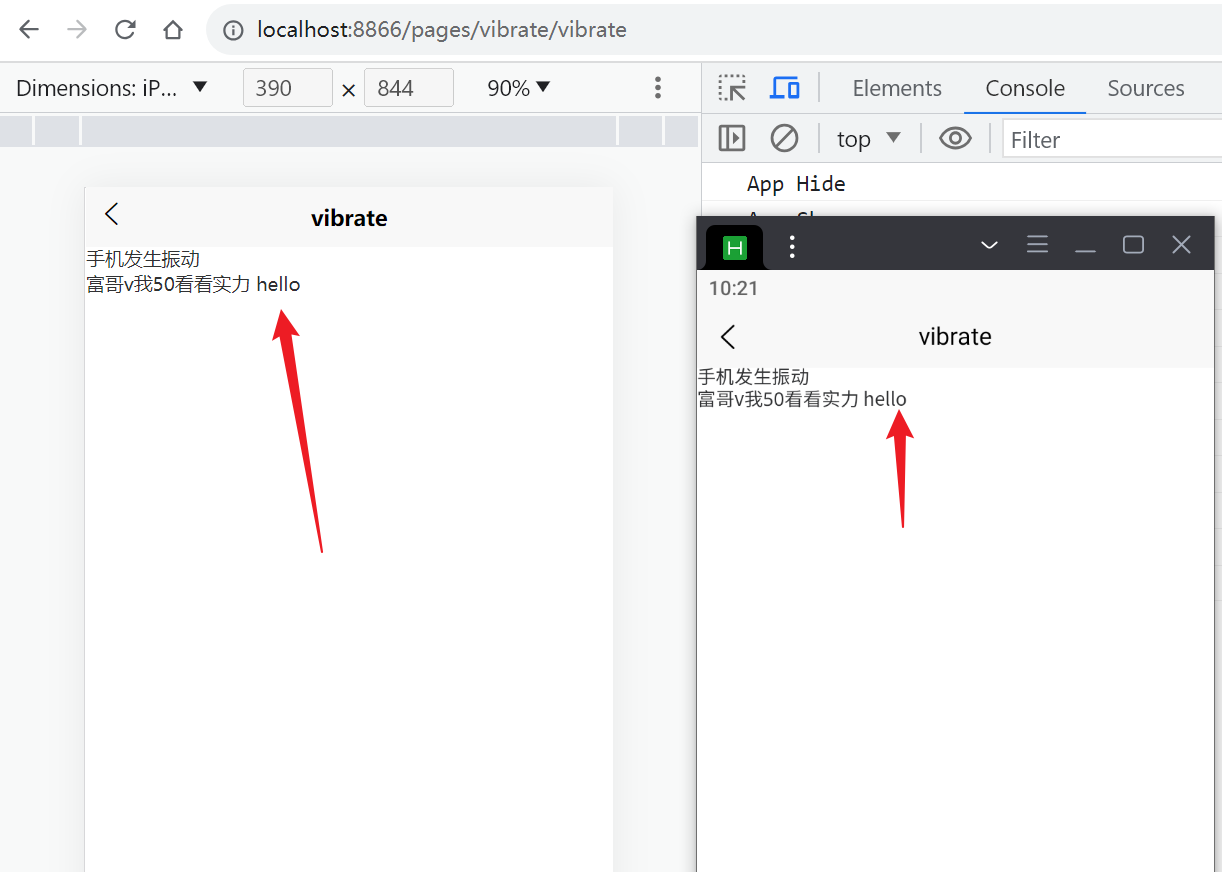 localhost:8866/pages/vibrate/vibrate
Dimensions: iP... 390 × 844 90%
Elements Console Sources
top Filter
App Hide
vibrate
手机发生振动
富哥v我50看看实力 hello
H
10:21
vibrate
手机发生振动
富哥v我50看看实力 hello